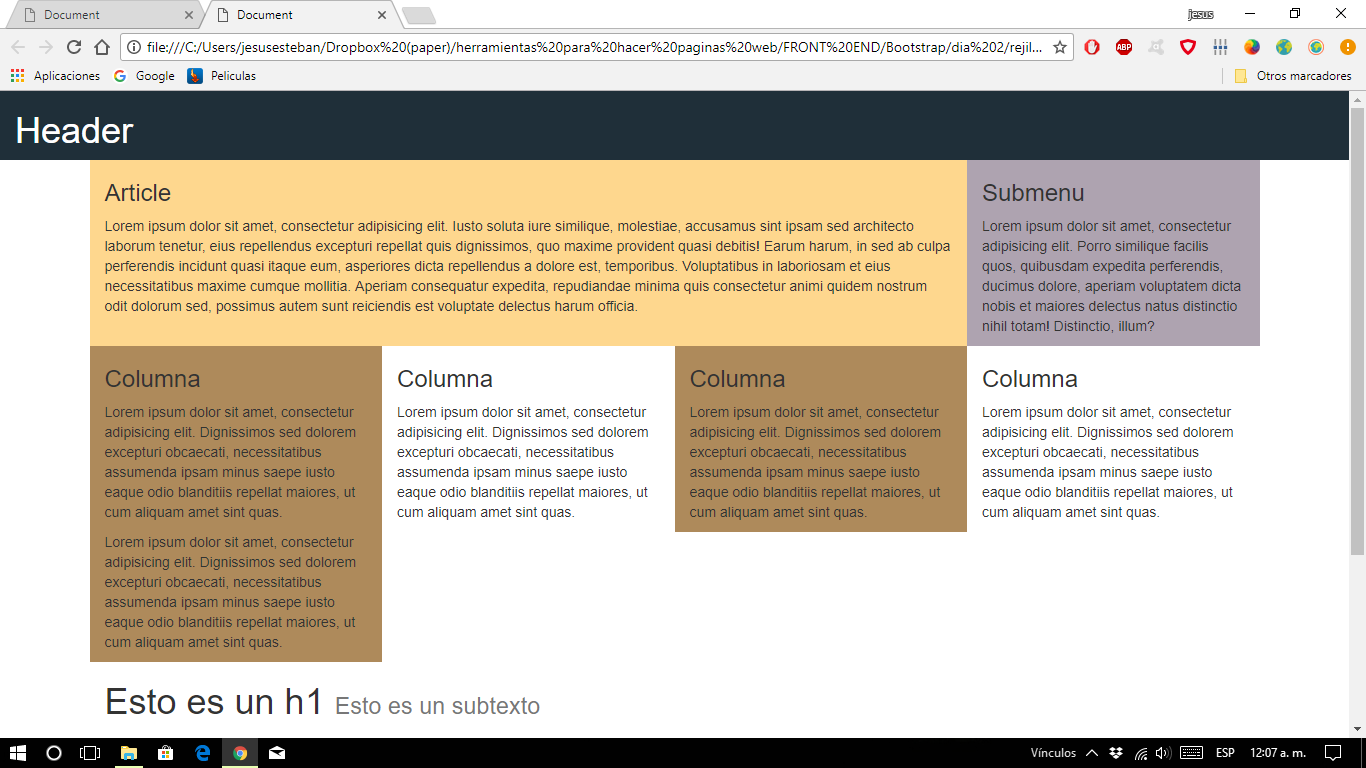 Document
Document
jesus
file:///C:/Users/jesusesteban/Dropbox%20(paper)/herramientas%20para%20hacer%20paginas%20web/FRONT%20END/Bootstrap/dia%202/rejil...
ABP
Aplicaciones
Google
Peliculas
Otros marcadores
Header
Article
Lorem ipsum dolor sit amet, consectetur adipisicing elit. Iusto soluta iure similique, molestiae, accusamus sint ipsam sed architecto
laborum tenetur, eius repellendus excepturi repellat quis dignissimos, quo maxime provident quasi debitis! Earum harum, in sed ab culpa
perferendis incidunt quasi itaque eum, asperiores dicta repellendus a dolore est, temporibus. Voluptatibus in laboriosam et eius
necessitatibus maxime cumque mollitia. Aperiam consequatur expedita, repudiandae minima quis consectetur animi quidem nostrum
odit dolorum sed, possimus autem sunt reiciendis est voluptate delectus harum officia.
Submenu
Lorem ipsum dolor sit amet, consectetur
adipisicing elit. Porro similique facilis
quos, quibusdam expedita perferendis,
ducimus dolore, aperiam voluptatem dicta
nobis et maiores delectus natus distinctio
nihil totam! Distinctio, illum?
Columna
Lorem ipsum dolor sit amet, consectetur
adipisicing elit. Dignissimos sed dolorem
excepturi obcaecati, necessitatibus
assumenda ipsam minus saepe iusto
eaque odio blanditiis repellat maiores, ut
cum aliquam amet sint quas.
Lorem ipsum dolor sit amet, consectetur
adipisicing elit. Dignissimos sed dolorem
excepturi obcaecati, necessitatibus
assumenda ipsam minus saepe iusto
eaque odio blanditiis repellat maiores, ut
cum aliquam amet sint quas.
Columna
Lorem ipsum dolor sit amet, consectetur
adipisicing elit. Dignissimos sed dolorem
excepturi obcaecati, necessitatibus
assumenda ipsam minus saepe iusto
eaque odio blanditiis repellat maiores, ut
cum aliquam amet sint quas.
Columna
Lorem ipsum dolor sit amet, consectetur
adipisicing elit. Dignissimos sed dolorem
excepturi obcaecati, necessitatibus
assumenda ipsam minus saepe iusto
eaque odio blanditiis repellat maiores, ut
cum aliquam amet sint quas.
Columna
Lorem ipsum dolor sit amet, consectetur
adipisicing elit. Dignissimos sed dolorem
excepturi obcaecati, necessitatibus
assumenda ipsam minus saepe iusto
eaque odio blanditiis repellat maiores, ut
cum aliquam amet sint quas.
Esto es un h1 Esto es un subtexto
Vínculos
ESP
12:07 a. m.